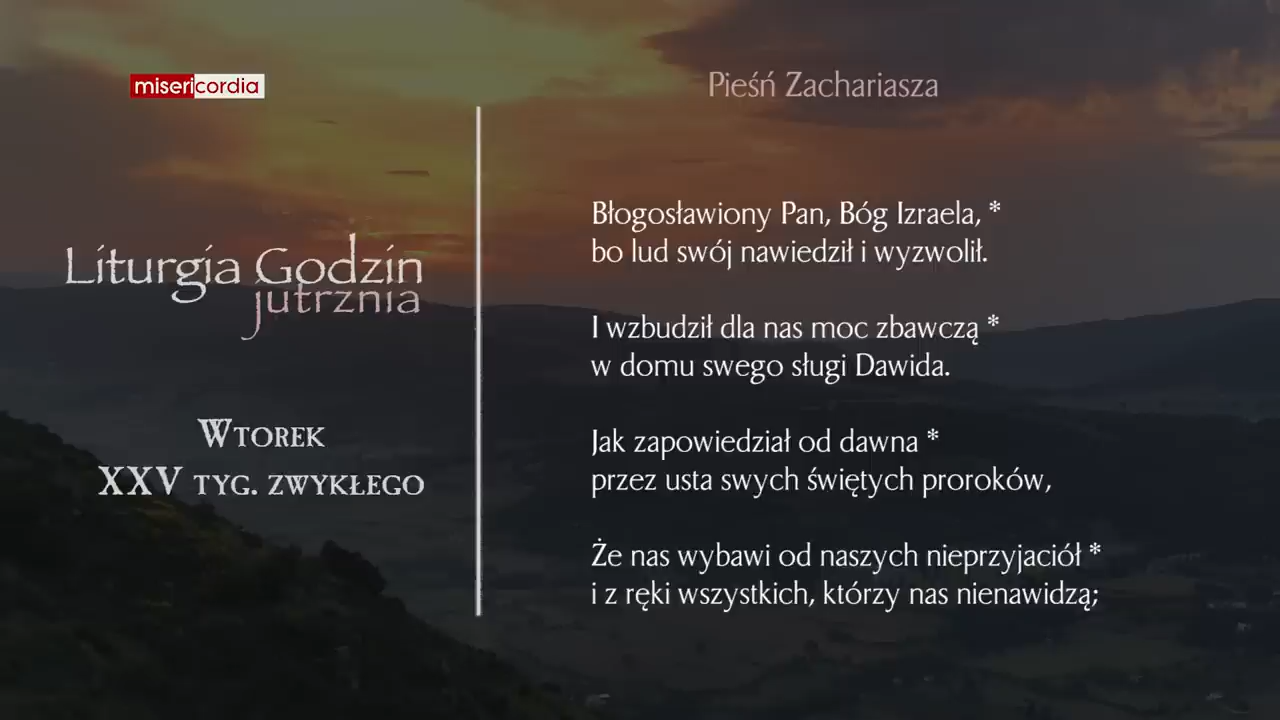 misericordia
Liturgia Godzin
jutrznia
Wtorek
XXV tyg. zwykłego
Pieśń Zachariasza
Błogosławiony Pan, Bóg Izraela, *
bo lud swój nawiedził i wyzwolił.
I wzbudził dla nas moc zbawczą *
w domu swego sługi Dawida.
Jak zapowiedział od dawna *
przez usta swych świętych proroków,
Że nas wybawi od naszych nieprzyjaciół *
i z ręki wszystkich, którzy nas nienawidzą;